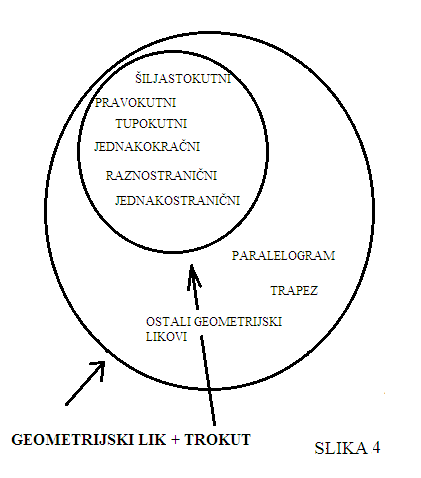 ŠILJASTOKUTNI
PRAVOKUTNI
TUPOKUTNI
JEDNAKOKRAČNI
RAZNOSTRANIČNI
JEDNAKOSTRANIČNI
PARALELOGRAM
TRAPEZ
OSTALI GEOMETRIJSKI
LIKOVI
GEOMETRIJSKI LIK + TROKUT
SLIKA 4